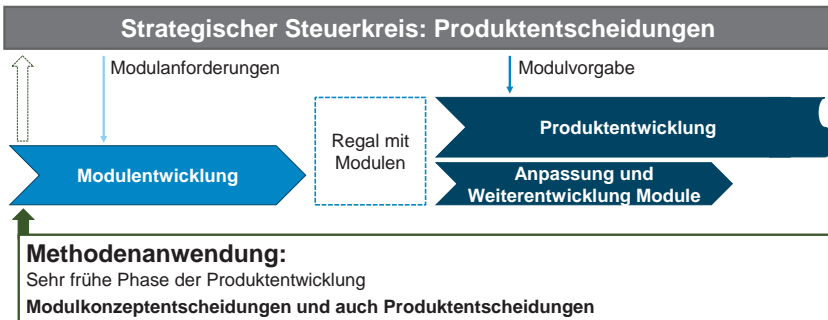 Strategischer Steuerkreis: Produktentscheidungen
Modulanforderungen
Modulvorgabe
Regal mit
Modulen
Produktentwicklung
Modulentwicklung
Anpassung und
Weiterentwicklung Module
Methodenanwendung:
Sehr frühe Phase der Produktentwicklung
Modulkonzeptentscheidungen und auch Produktentscheidungen